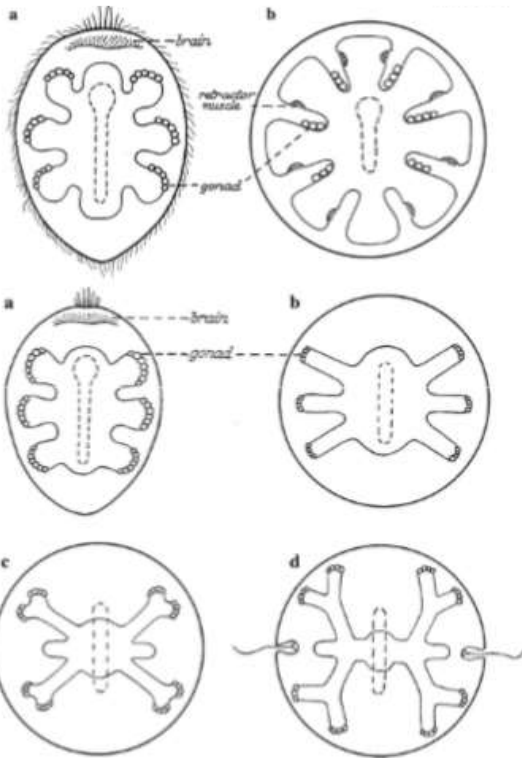 a
b
brain
retractor
muscle
gonad
a
b
brain
gonad
c
d